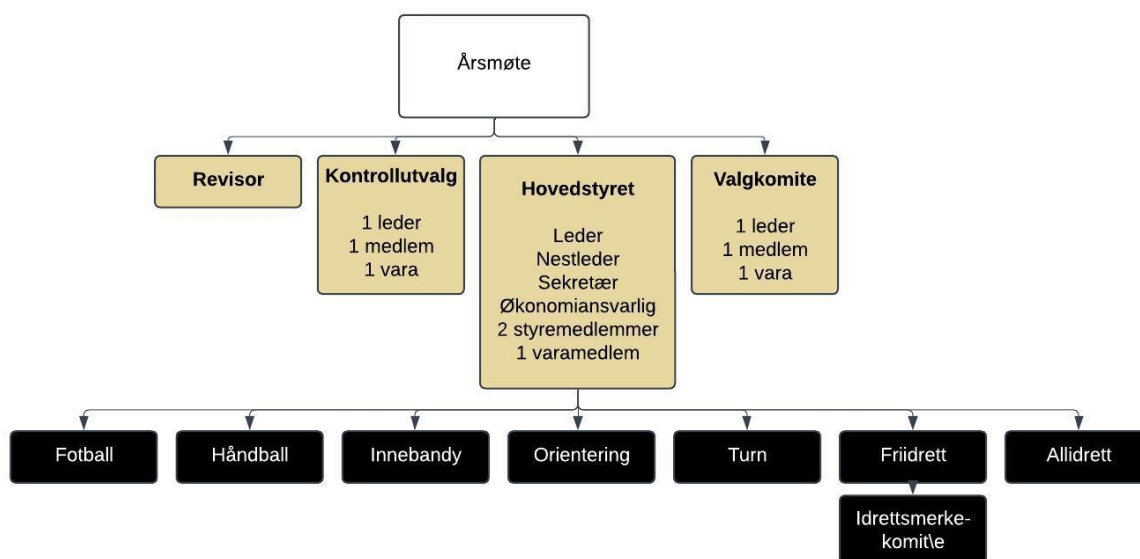 Årsmøte
Revisor
Kontrollutvalg
1 leder
1 medlem
1 vara
Hovedstyret
Leder
Nestleder
Sekretær
Økonomiansvarlig
2 styremedlemmer
1 varamedlem
Valgkomite
1 leder
1 medlem
1 vara
Fotball
Håndball
Innebandy
Orientering
Turn
Friidrett
Allidrett
Idrettsmerke-
komit\e